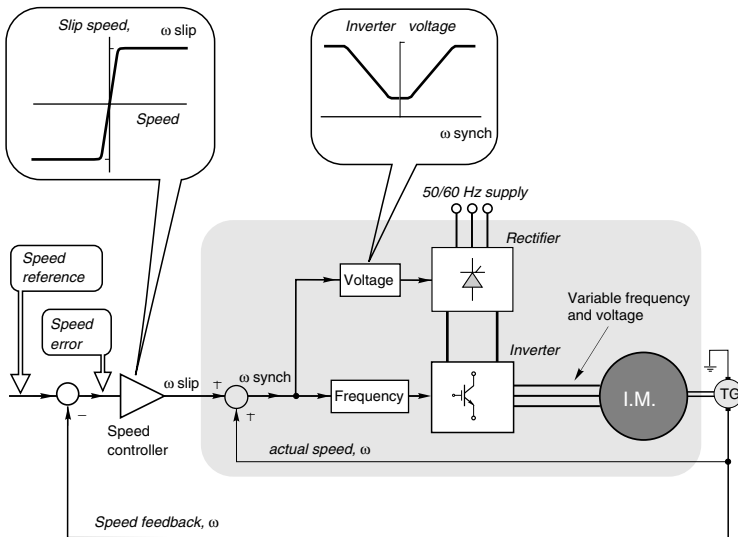 Slip speed, ω slip
Speed
Inverter voltage
ω synch
50/60 Hz supply
Rectifier
Speed
reference
Voltage
Variable frequency
and voltage
Speed
error
Inverter
ω slip
+
ω synch
Frequency
I.M.
TG
−
+
Speed
controller
actual speed, ω
Speed feedback, ω